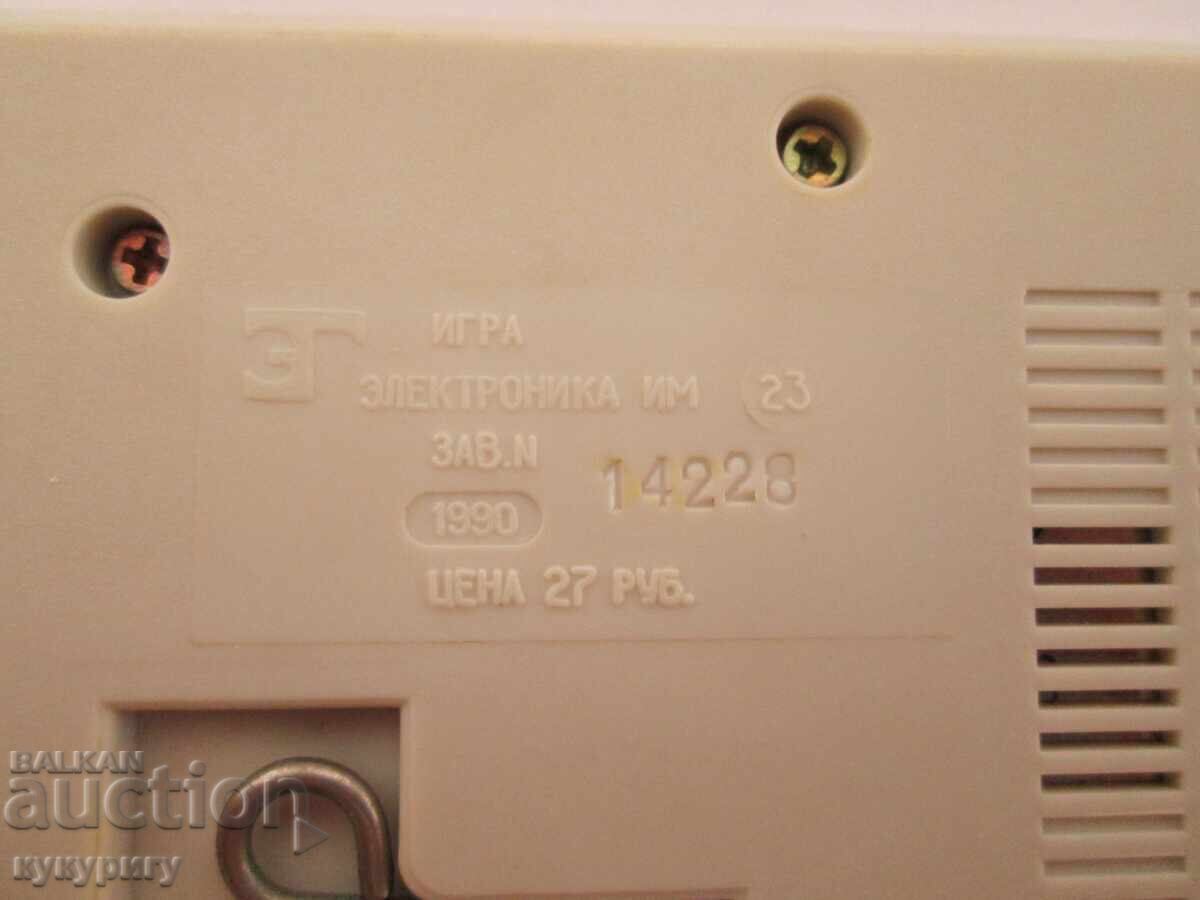 ИГРА
ЭЛЕКТРОНИКА ИМ 23
ЗАВ.N 14228
1990
ЦЕНА 27 РУБ.
BALKAN
auction
кукуригу